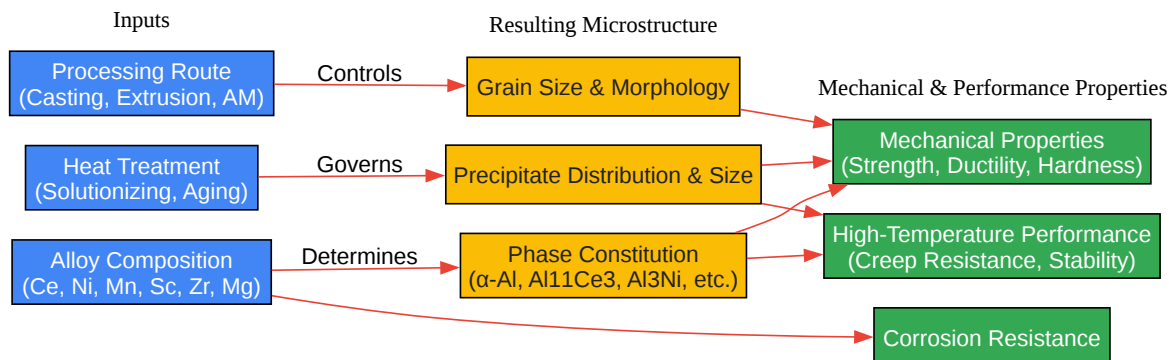 Inputs
Resulting Microstructure
Mechanical & Performance Properties
Processing Route
(Casting, Extrusion, AM)
Controls
Grain Size & Morphology
Mechanical Properties
(Strength, Ductility, Hardness)
Heat Treatment
(Solutionizing, Aging)
Governs
Precipitate Distribution & Size
High-Temperature Performance
(Creep Resistance, Stability)
Alloy Composition
(Ce, Ni, Mn, Sc, Zr, Mg)
Determines
Phase Constitution
(α-Al, Al11Ce3, Al3Ni, etc.)
Corrosion Resistance